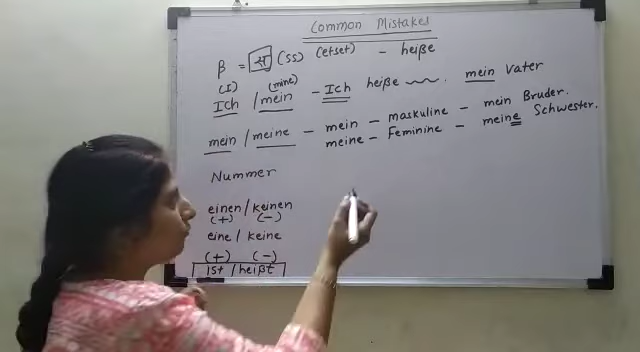 Common Mistakes
β = स्स (ss) (etset) - heiße
(I) (mine)
Ich / mein - Ich heiße mein Vater
mein / meine - mein - maskuline - mein Bruder.
meine - Feminine - meine Schwester.
Nummer
einen / keinen
(+) (-)
eine / keine
(+) (-)
ist / heißt